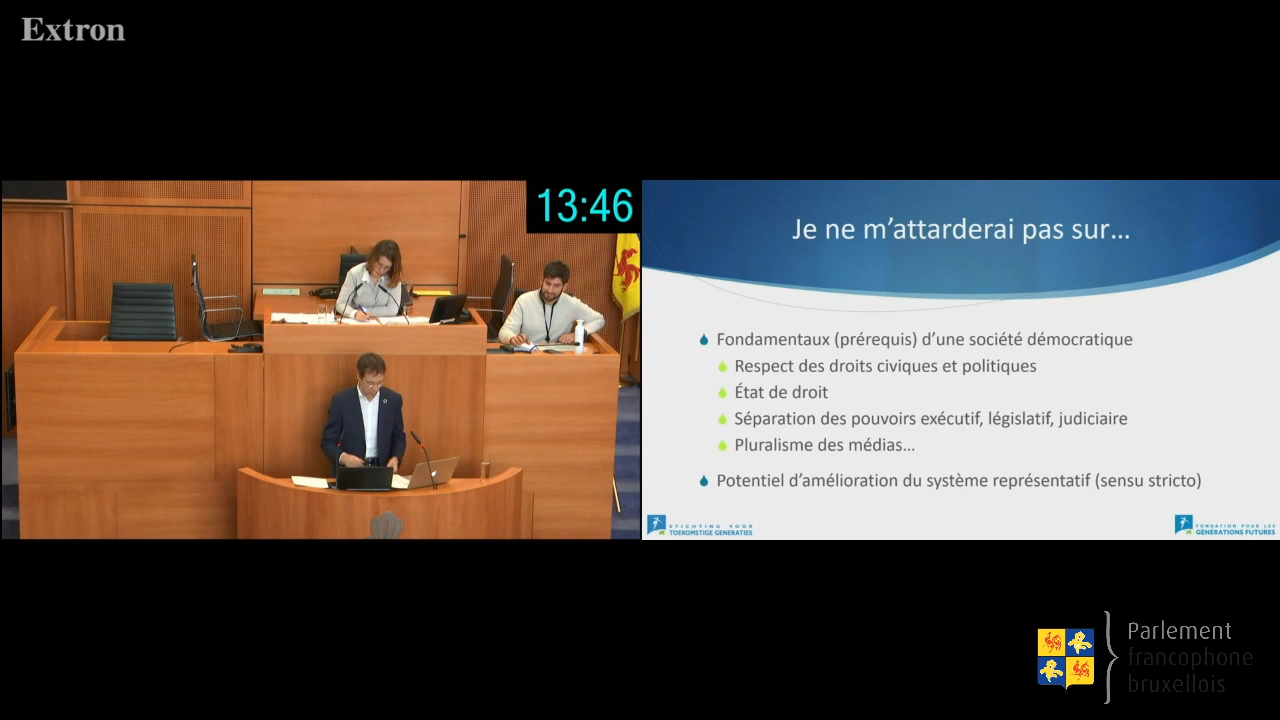 Extron
13:46
Je ne m’attarderai pas sur…
Fondamentaux (prérequis) d’une société démocratique
Respect des droits civiques et politiques
État de droit
Séparation des pouvoirs exécutif, législatif, judiciaire
Pluralisme des médias…
Potentiel d’amélioration du système représentatif (sensu stricto)
STICHTING VOOR
TOEKOMSTIGE GENERATIES
FONDATION POUR LES
GÉNÉRATIONS FUTURES
Parlement
francophone
bruxellois